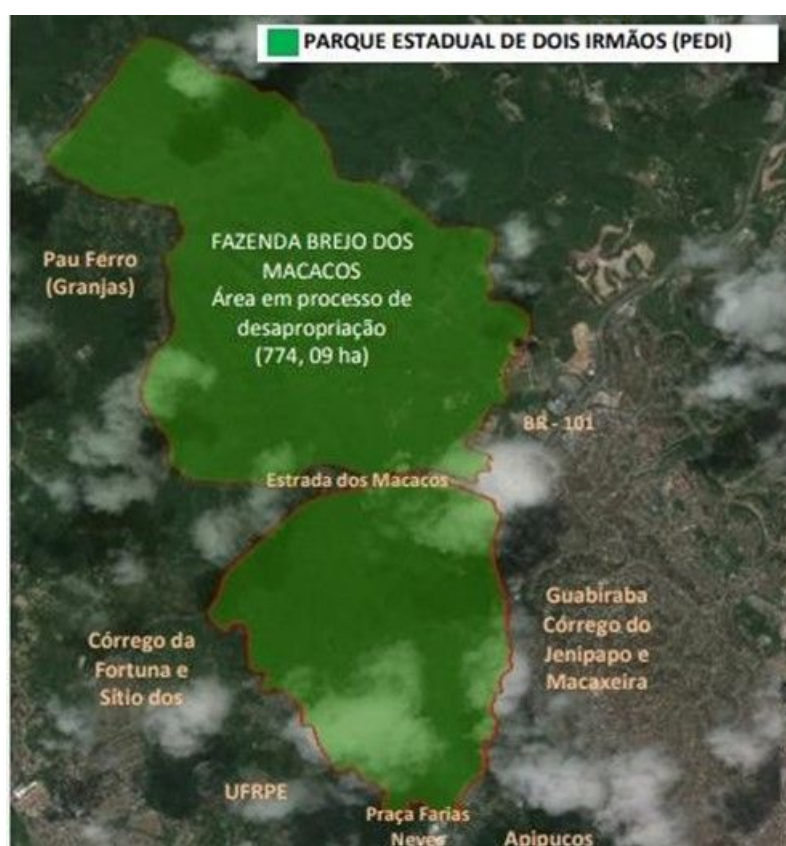 PARQUE ESTADUAL DE DOIS IRMÃOS (PEDI)
FAZENDA BREJO DOS
MACACOS
Área em processo de
desapropriação
(774, 09 ha)
Pau Ferro
(Granjas)
BR - 101
Estrada dos Macacos
Guabiraba
Córrego do
Jenipapo e
Macaxeira
Córrego da
Fortuna e
Sítio dos
UFRPE
Praça Farias
Neves
Apipucos